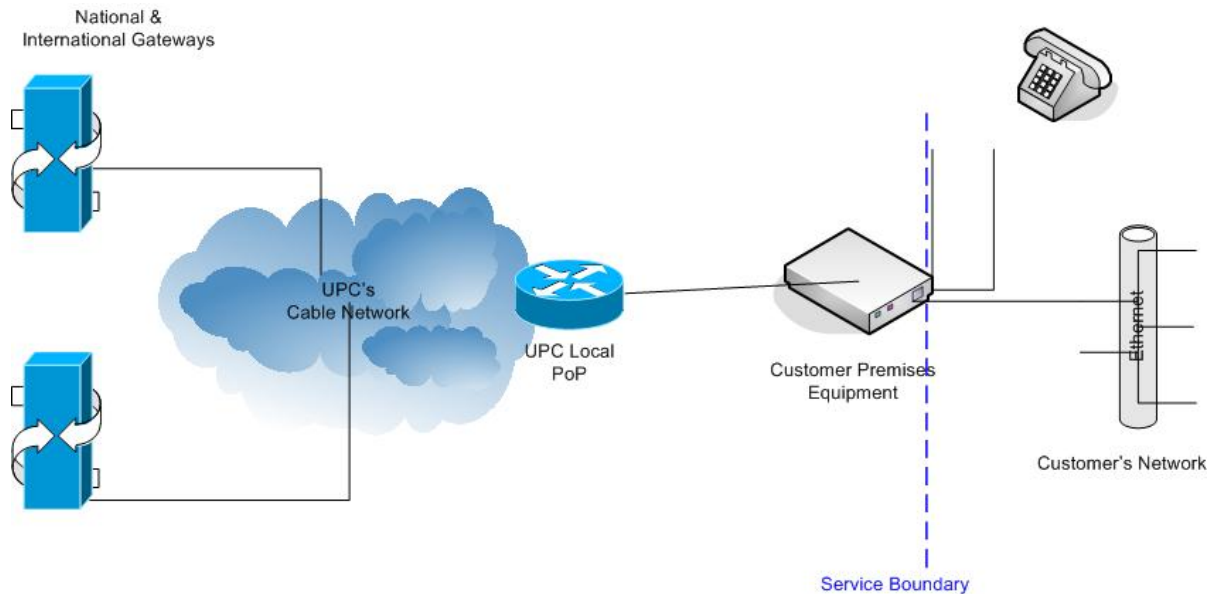 National &
International Gateways
UPC's
Cable Network
UPC Local
PoP
Customer Premises
Equipment
Ethernet
Customer's Network
Service Boundary